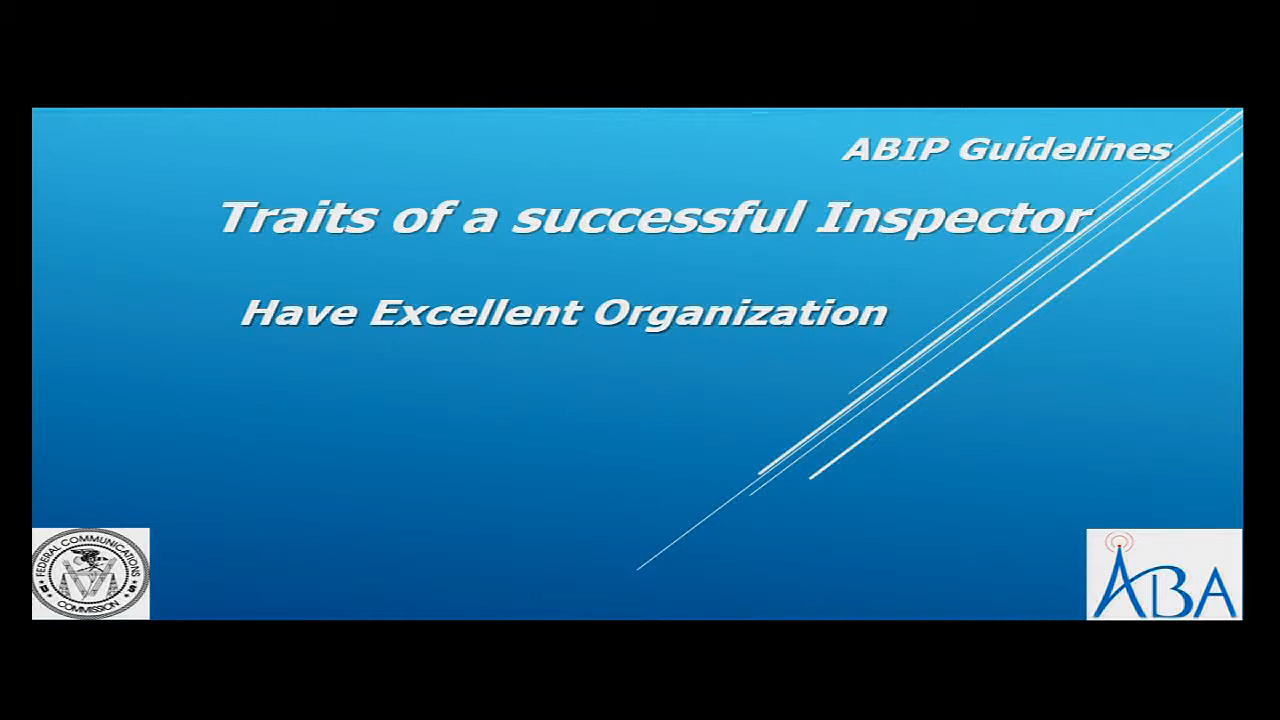 ABIP Guidelines
Traits of a successful Inspector
Have Excellent Organization
FEDERAL COMMUNICATIONS
COMMISSION
ABA